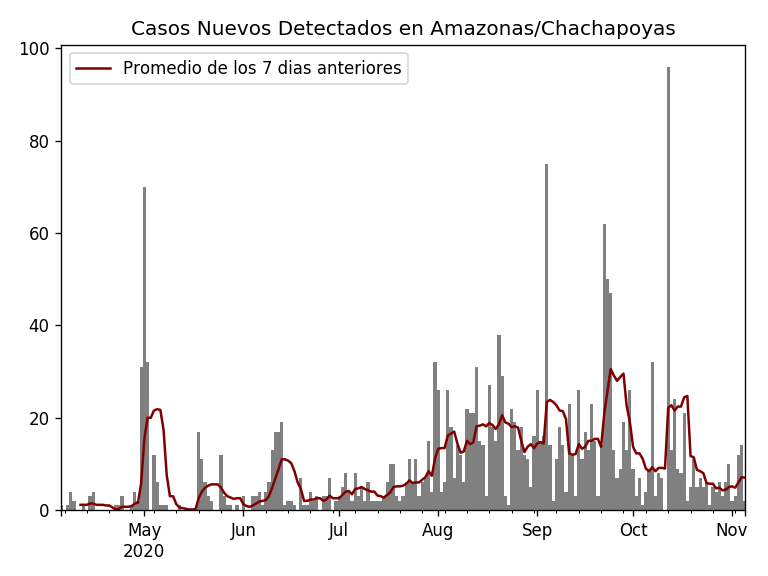 Casos Nuevos Detectados en Amazonas/Chachapoyas
Promedio de los 7 dias anteriores
100
80
60
40
20
0
May Jun Jul Aug Sep Oct Nov
2020